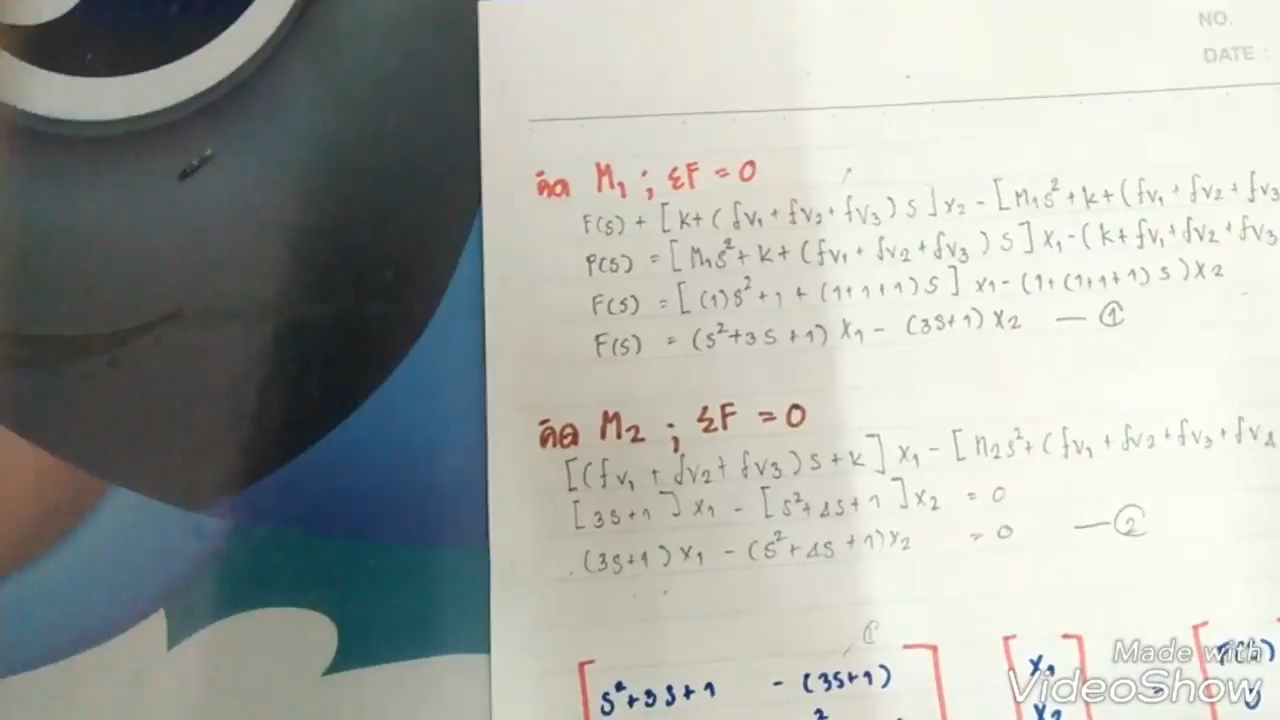 NO.
DATE :
คิด M₁ ; ΣF = 0
F(s) + [K+(fv₁+fv₂+fv₃)s]x₂ - [M₁s²+k+(fv₁+fv₂+fv₃
F(s) = [M₁s²+k+(fv₁+fv₂+fv₃)s]x₁-(k+fv₁+fv₂+fv₃
F(s) = [(1)s²+1+(1+1+1)s] x₁-(1+(1+1+1)s)x₂
F(s) = (s²+3s+1)x₁ - (3s+1)x₂ — ①
คิด M₂ ; ΣF = 0
[(fv₁+fv₂+fv₃)s+k]x₁ - [M₂s²+(fv₁+fv₂+fv₃+fv₄
[3s+1]x₁ - [s²+4s+1]x₂ = 0
(3s+1)x₁ - (s²+4s+1)x₂ = 0 — ②
s²+3s+1 - (3s+1) x₁
x₂
Made with
VideoShow